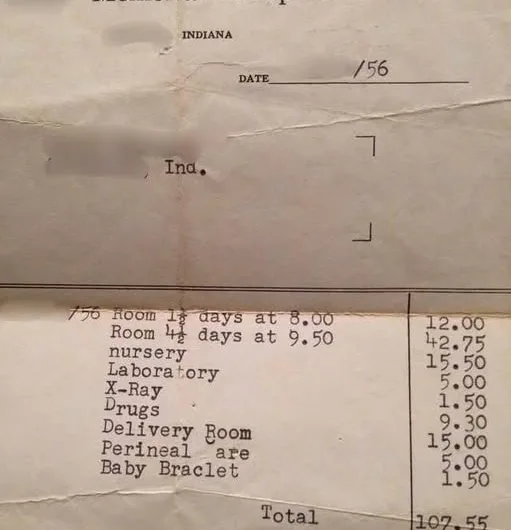 INDIANA
DATE /56
Ind.
/56 Room 1½ days at 8.00 12.00
Room 4½ days at 9.50 42.75
nursery 15.50
Laboratory 5.00
X-Ray 1.50
Drugs 9.30
Delivery Room 15.00
Perineal are 5.00
Baby Braclet 1.50
Total 107.55